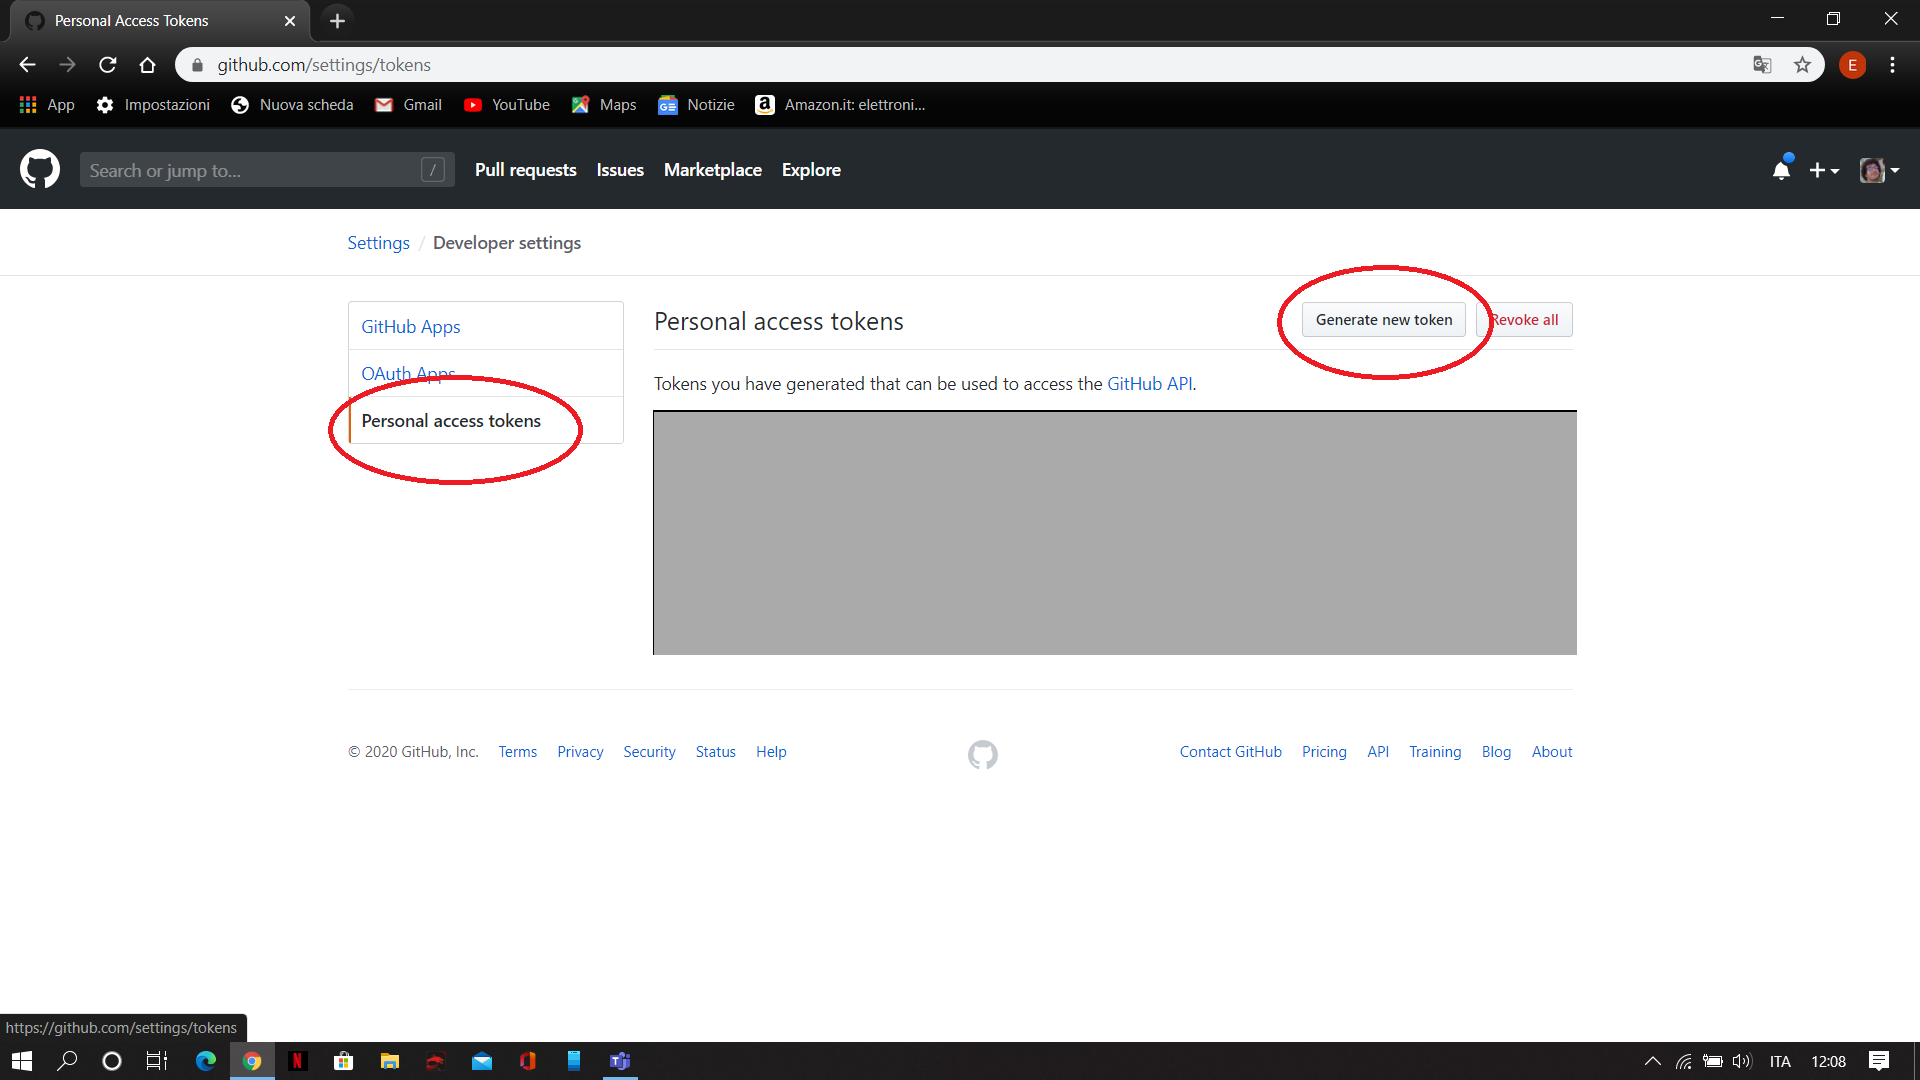 Personal Access Tokens
github.com/settings/tokens
E
App Impostazioni Nuova scheda Gmail YouTube Maps Notizie Amazon.it: elettroni...
Search or jump to... / Pull requests Issues Marketplace Explore
Settings / Developer settings
GitHub Apps
OAuth Apps
Personal access tokens
Personal access tokens
Generate new token
Revoke all
Tokens you have generated that can be used to access the GitHub API.
© 2020 GitHub, Inc. Terms Privacy Security Status Help
Contact GitHub Pricing API Training Blog About
https://github.com/settings/tokens
ITA 12:08